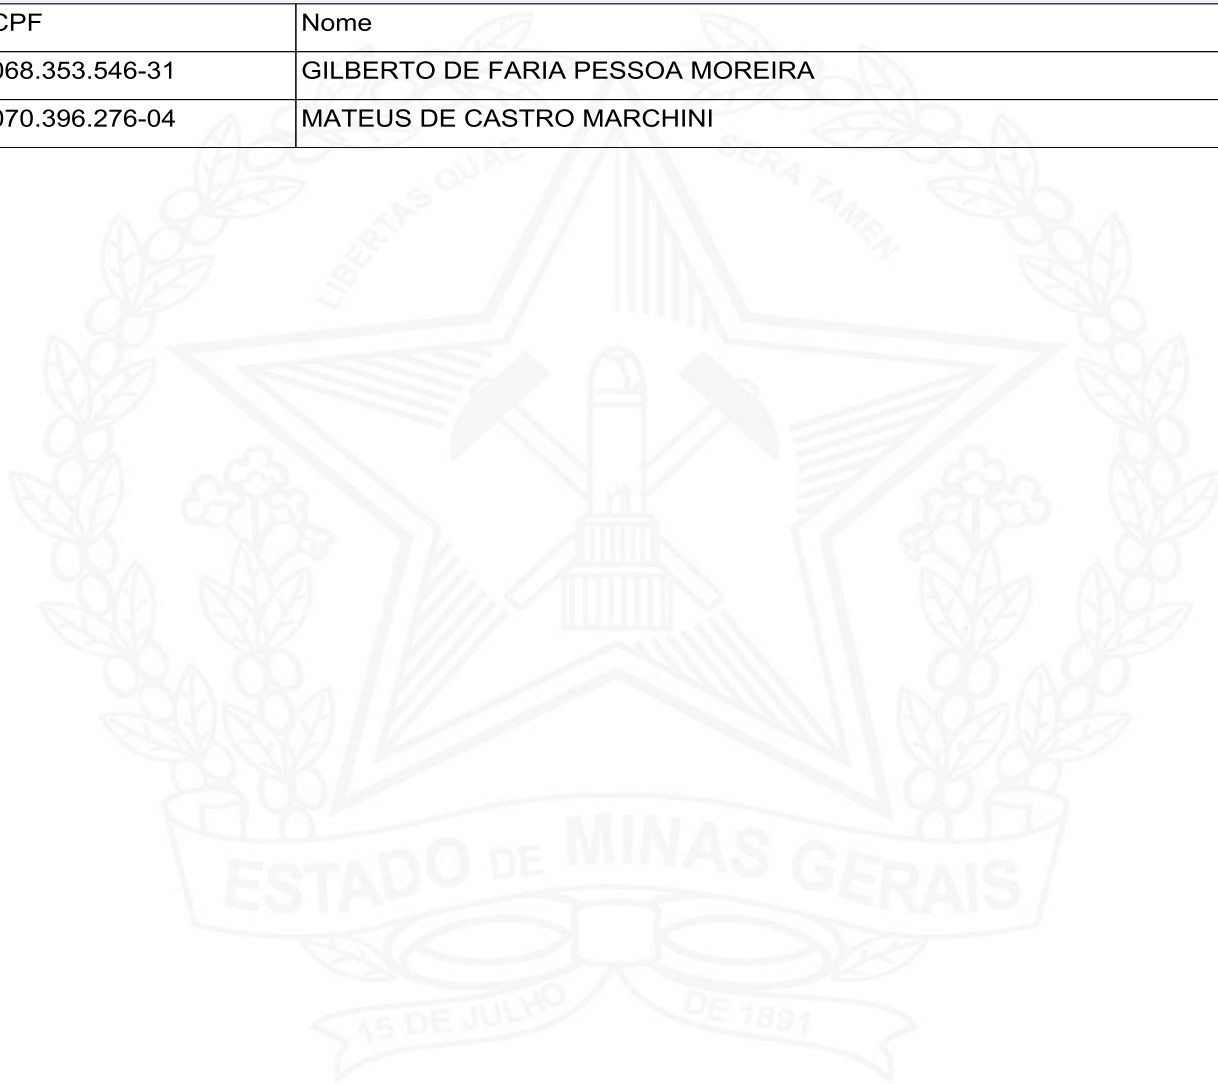 CPF Nome
068.353.546-31 GILBERTO DE FARIA PESSOA MOREIRA
070.396.276-04 MATEUS DE CASTRO MARCHINI
LIBERTAS QUAE SERA TAMEN
ESTADO DE MINAS GERAIS
15 DE JULHO DE 1891